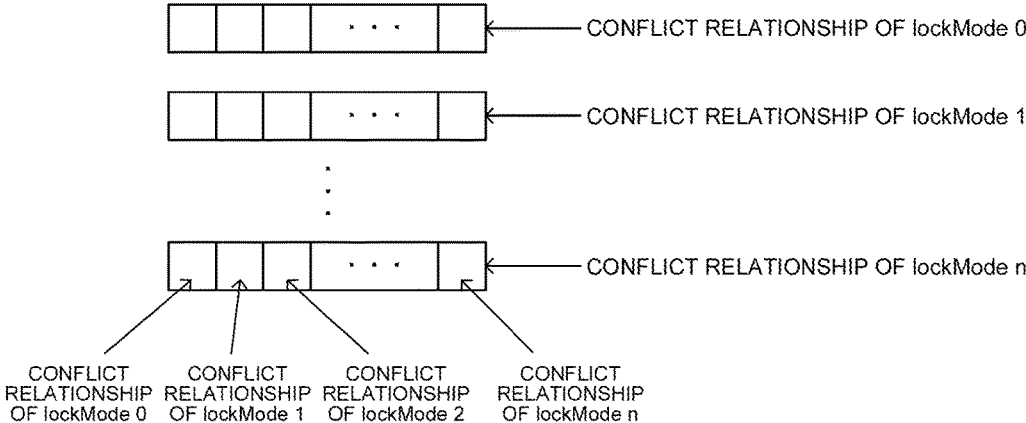 CONFLICT RELATIONSHIP OF lockMode 0
CONFLICT RELATIONSHIP OF lockMode 1
CONFLICT RELATIONSHIP OF lockMode n
CONFLICT
RELATIONSHIP
OF lockMode 0
CONFLICT
RELATIONSHIP
OF lockMode 1
CONFLICT
RELATIONSHIP
OF lockMode 2
CONFLICT
RELATIONSHIP
OF lockMode n